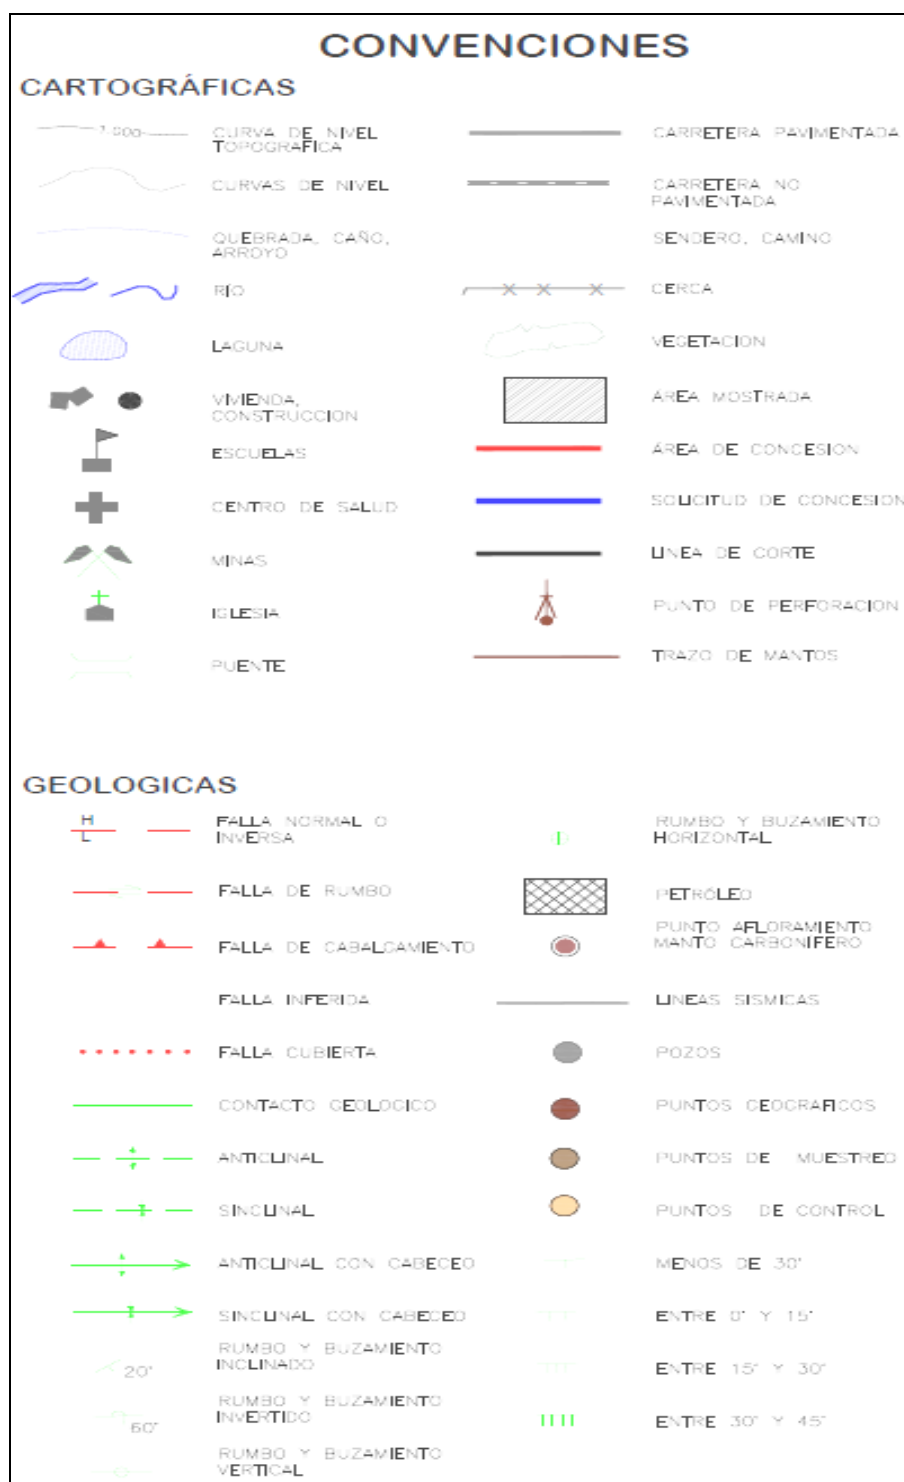 CONVENCIONES
CARTOGRÁFICAS
7.000
CURVA DE NIVEL
TOPOGRAFICA
CURVAS DE NIVEL
QUEBRADA, CAÑO,
ARROYO
RÍO
LAGUNA
VIVIENDA,
CONSTRUCCION
ESCUELAS
CENTRO DE SALUD
MINAS
IGLESIA
PUENTE
CARRETERA PAVIMENTADA
CARRETERA NO
PAVIMENTADA
SENDERO, CAMINO
CERCA
VEGETACION
ÁREA MOSTRADA
ÁREA DE CONCESION
SOLICITUD DE CONCESION
LINEA DE CORTE
PUNTO DE PERFORACION
TRAZO DE MANTOS
GEOLOGICAS
H
L
FALLA NORMAL O
INVERSA
FALLA DE RUMBO
FALLA DE CABALGAMIENTO
FALLA INFERIDA
FALLA CUBIERTA
CONTACTO GEOLOGICO
ANTICLINAL
SINCLINAL
ANTICLINAL CON CABECEO
SINCLINAL CON CABECEO
20°
RUMBO Y BUZAMIENTO
INCLINADO
60°
RUMBO Y BUZAMIENTO
INVERTIDO
RUMBO Y BUZAMIENTO
VERTICAL
RUMBO Y BUZAMIENTO
HORIZONTAL
PETRÓLEO
PUNTO AFLORAMIENTO
MANTO CARBONIFERO
LINEAS SISMICAS
POZOS
PUNTOS GEOGRAFICOS
PUNTOS DE MUESTREO
PUNTOS DE CONTROL
MENOS DE 30°
ENTRE 0° Y 15°
ENTRE 15° Y 30°
ENTRE 30° Y 45°